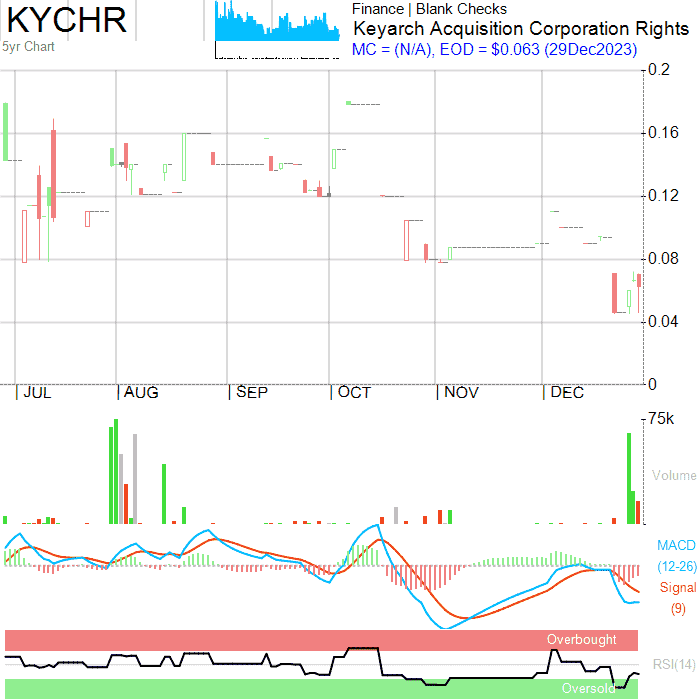 KYCHR
5yr Chart
Finance | Blank Checks
Keyarch Acquisition Corporation Rights
MC = (N/A), EOD = $0.063 (29Dec2023)
0.2
0.16
0.12
0.08
0.04
0
JUL
AUG
SEP
OCT
NOV
DEC
75k
Volume
MACD
(12-26)
Signal
(9)
Overbought
RSI(14)
Oversold